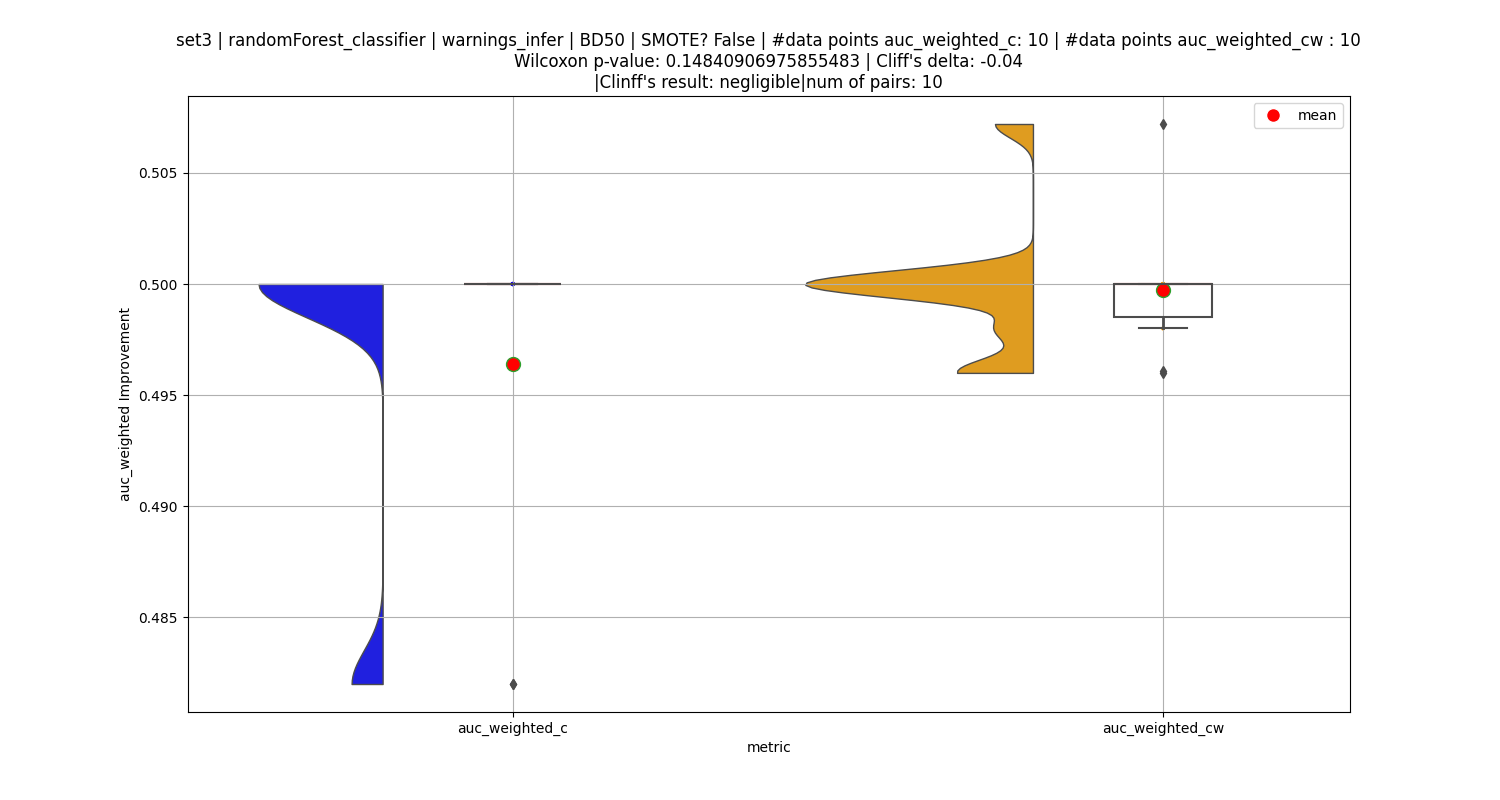 set3 | randomForest_classifier | warnings_infer | BD50 | SMOTE? False | #data points auc_weighted_c: 10 | #data points auc_weighted_cw : 10
Wilcoxon p-value: 0.14840906975855483 | Cliff's delta: -0.04
|Clinff's result: negligible|num of pairs: 10
mean
0.505
0.500
0.495
0.490
0.485
auc_weighted Improvement
auc_weighted_c
auc_weighted_cw
metric